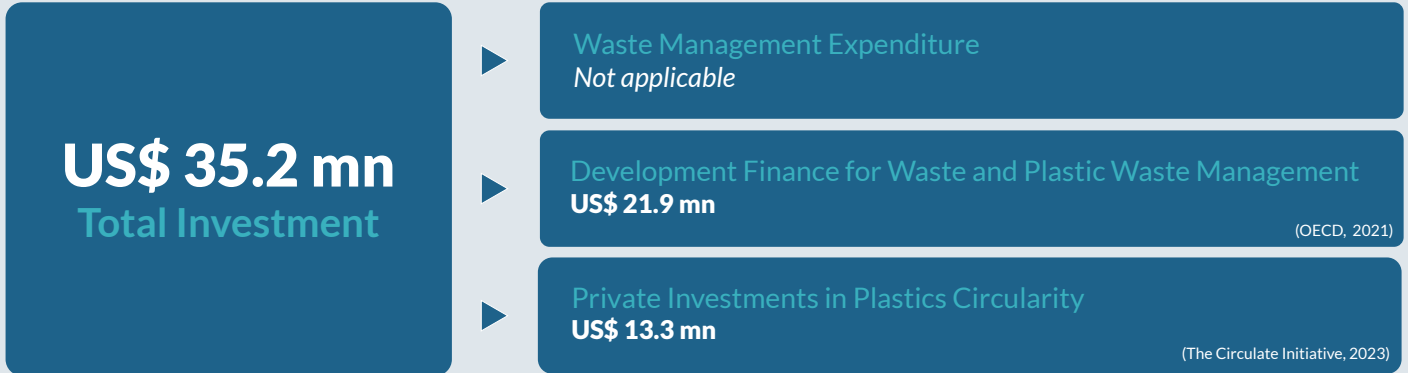 US$ 35.2 mn
Total Investment
Waste Management Expenditure
Not applicable
Development Finance for Waste and Plastic Waste Management
US$ 21.9 mn
(OECD, 2021)
Private Investments in Plastics Circularity
US$ 13.3 mn
(The Circulate Initiative, 2023)